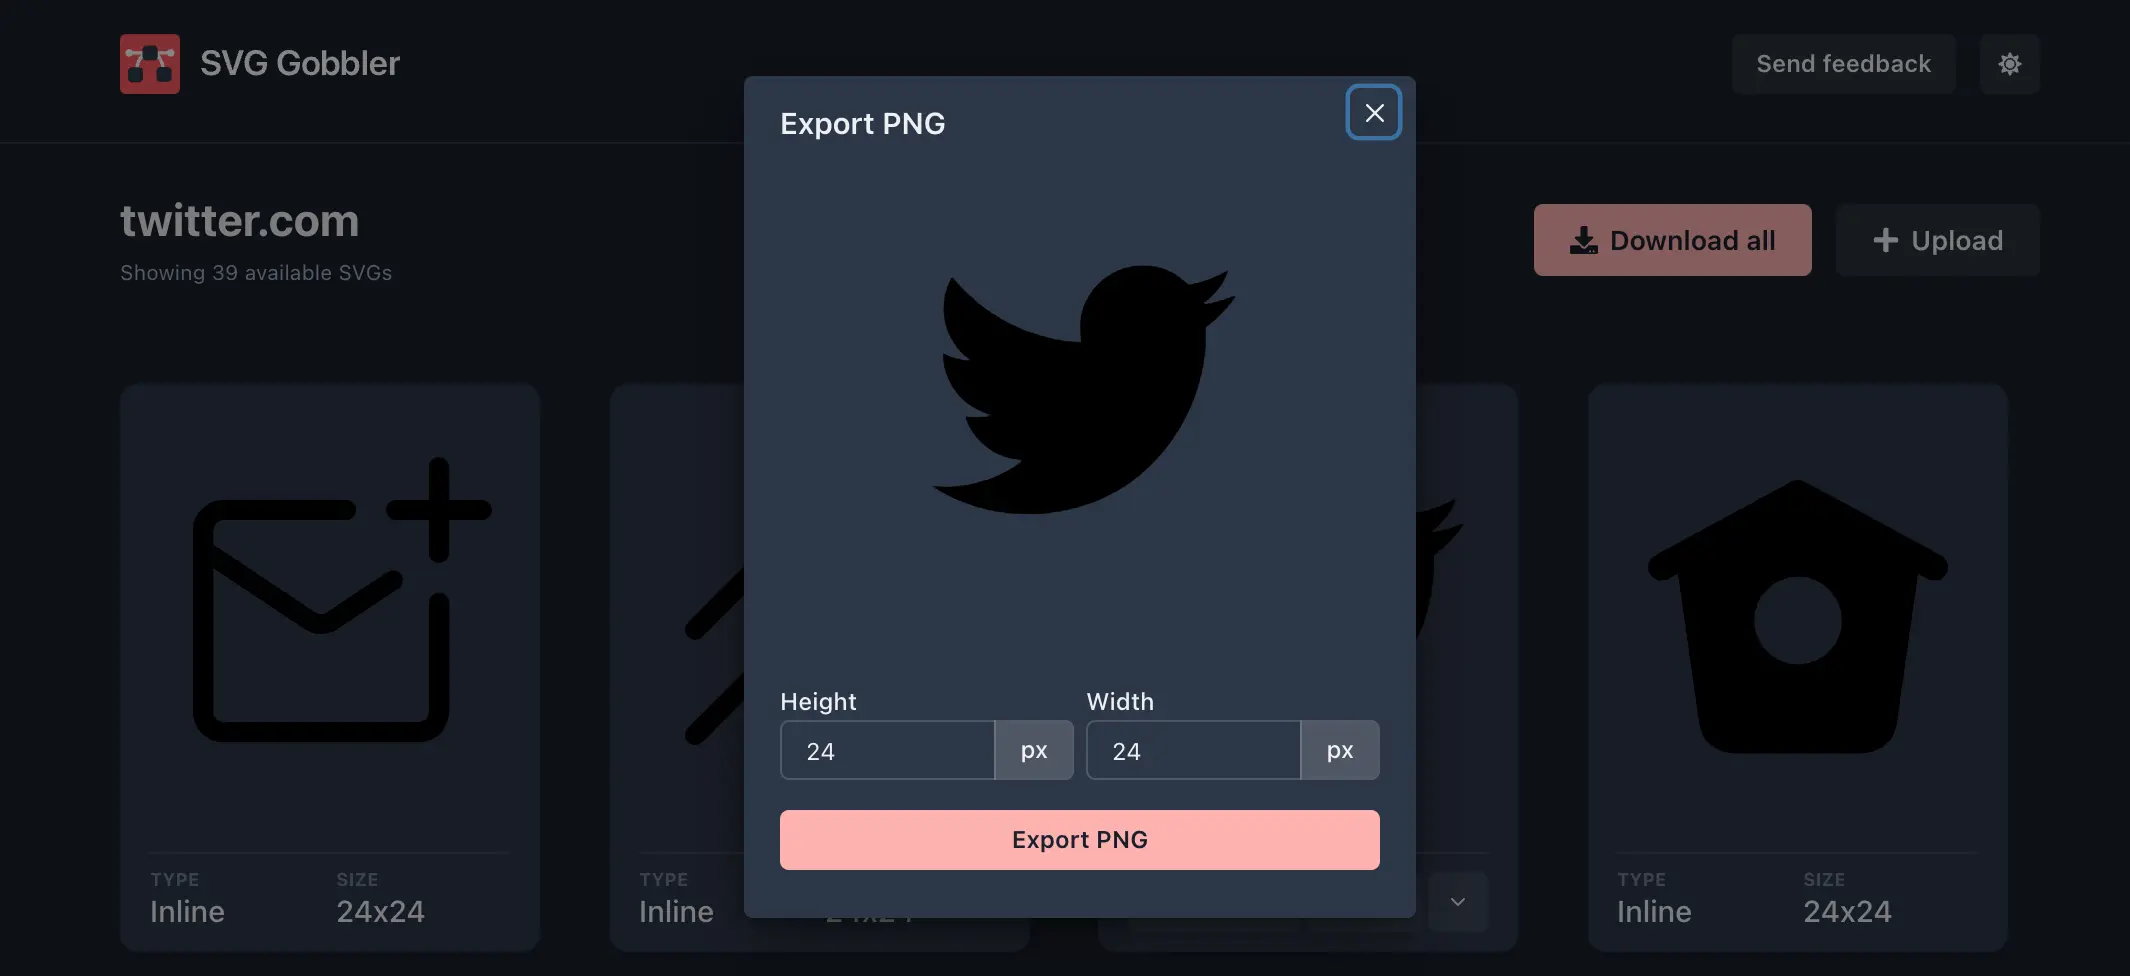 SVG Gobbler
Send feedback
Export PNG
twitter.com
Showing 39 available SVGs
Download all
Upload
Height
Width
24 px
24 px
Export PNG
TYPE
SIZE
Inline
24x24
TYPE
Inline
TYPE
SIZE
Inline
24x24